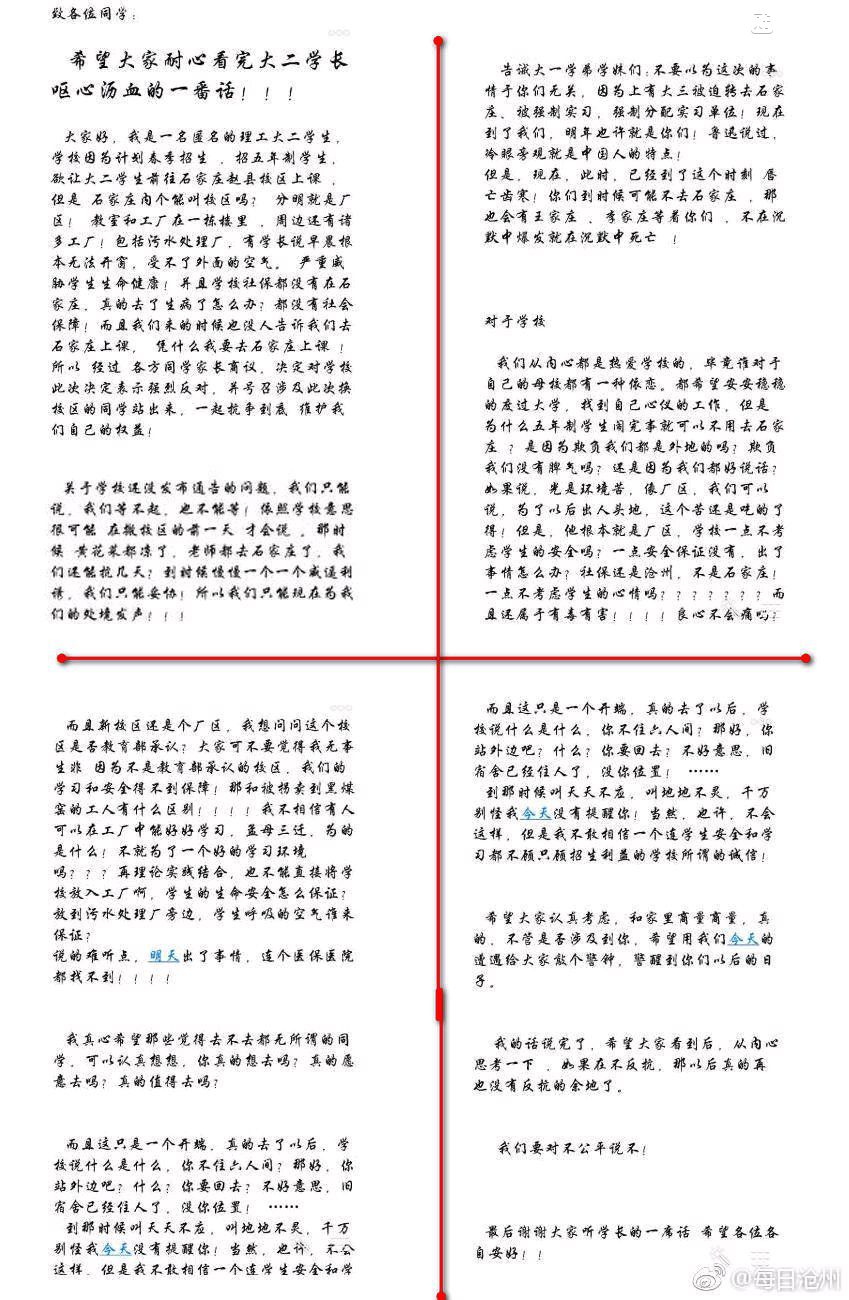 致各位同学：
希望大家耐心看完大二学长
呕心沥血的一番话！！！
大家好，我是一名匿名的理工大二学生，
学校因为计划春季招生 ，招五年制学生，
欲让大二学生前往石家庄赵县校区上课 ，
但是 石家庄内个能叫校区吗？ 分明就是厂
区！ 教室和工厂在一栋楼里 ，周边还有诸
多工厂！包括污水处理厂，有学长说早晨根
本无法开窗，受不了外面的空气。 严重威
胁学生生命健康！并且学校社保都没有在石
家庄，真的去了生病了怎么办？都没有社会
保障！而且我们来的时候也没人告诉我们去
石家庄上课， 凭什么我要去石家庄上课 ！
所以 经过 各方同学家长商议，决定对学校
此次决定表示强烈反对，并号召涉及此次换
校区的同学站出来，一起抗争到底 维护我
们自己的权益！
关于学校还没发布通告的问题，我们只能
说，我们等不起，也不能等！依照学校意思
很可能 在搬校区的前一天 才会说 。那时
候 黄花菜都凉了，老师都去石家庄了，我
们还能抗几天？到时候慢慢一个一个威逼利
诱，我们只能妥协！所以我们只能现在为我
们的处境发声！！！
告诫大一学弟学妹们：不要以为这次的事
情于你们无关，因为上有大三被迫转去石家
庄、被强制实习，强制分配实习单位！现在
到了我们，明年也许就是你们！鲁迅说过，
冷眼旁观就是中国人的特点！
但是，现在，此时，已经到了这个时刻 唇
亡齿寒！你们到时候可能不去石家庄 ，那
也会有王家庄 、李家庄等着你们 ，不在沉
默中爆发就在沉默中死亡 ！
对于学校
我们从内心都是热爱学校的，毕竟谁对于
自己的母校都有一种依恋。都希望安安稳稳
的度过大学，找到自己心仪的工作，但是
为什么五年制学生闹完事就可以不用去石家
庄 ？是因为欺负我们都是外地的吗？欺负
我们没有脾气吗？还是因为我们都好说话？
如果说，光是环境苦，像厂区，我们可以
说，为了以后出人头地，这个苦还是吃的了
得！但是，他根本就是厂区，学校一点不考
虑学生的安全吗？一点安全保证没有，出了
事情怎么办？社保还是沧州，不是石家庄！
一点不考虑学生的心情吗？？？？？？？而
且还属于有毒有害！！！！良心不会痛吗？
而且新校区还是个厂区，我想问问这个校
区是否教育部承认？大家可不要觉得我无事
生非 因为不是教育部承认的校区，我们的
学习和安全得不到保障！那和被拐卖到黑煤
窑的工人有什么区别！！！！我不相信有人
可以在工厂中能好好学习，孟母三迁，为的
是什么！不就为了一个好的学习环境
吗？？？再理论实践结合，也不能直接将学
校放入工厂啊，学生的生命安全怎么保证？
放到污水处理厂旁边，学生呼吸的空气谁来
保证？
说的难听点，明天出了事情，连个医保医院
都找不到！！！！
我真心希望那些觉得去不去都无所谓的同
学，可以认真想想，你真的想去吗？真的愿
意去吗？真的值得去吗？
而且这只是一个开端，真的去了以后，学
校说什么是什么，你不住六人间？那好，你
站外边吧？什么？你要回去？不好意思，旧
宿舍已经住人了，没你位置！ ……
到那时候叫天天不应，叫地地不灵，千万
别怪我今天没有提醒你！当然，也许，不会
这样，但是我不敢相信一个连学生安全和学
而且这只是一个开端，真的去了以后，学
校说什么是什么，你不住六人间？那好，你
站外边吧？什么？你要回去？不好意思，旧
宿舍已经住人了，没你位置！ ……
到那时候叫天天不应，叫地地不灵，千万
别怪我今天没有提醒你！当然，也许，不会
这样，但是我不敢相信一个连学生安全和学
习都不顾只顾招生利益的学校所谓的诚信！
希望大家认真考虑，和家里商量商量，真
的，不管是否涉及到你，希望用我们今天的
遭遇给大家敲个警钟，警醒到你们以后的日
子。
我的话说完了，希望大家看到后，从内心
思考一下 ，如果在不反抗，那以后真的再
也没有反抗的余地了。
我们要对不公平说不！
最后谢谢大家听学长的一席话 希望各位各
自安好！！
@每日沧州